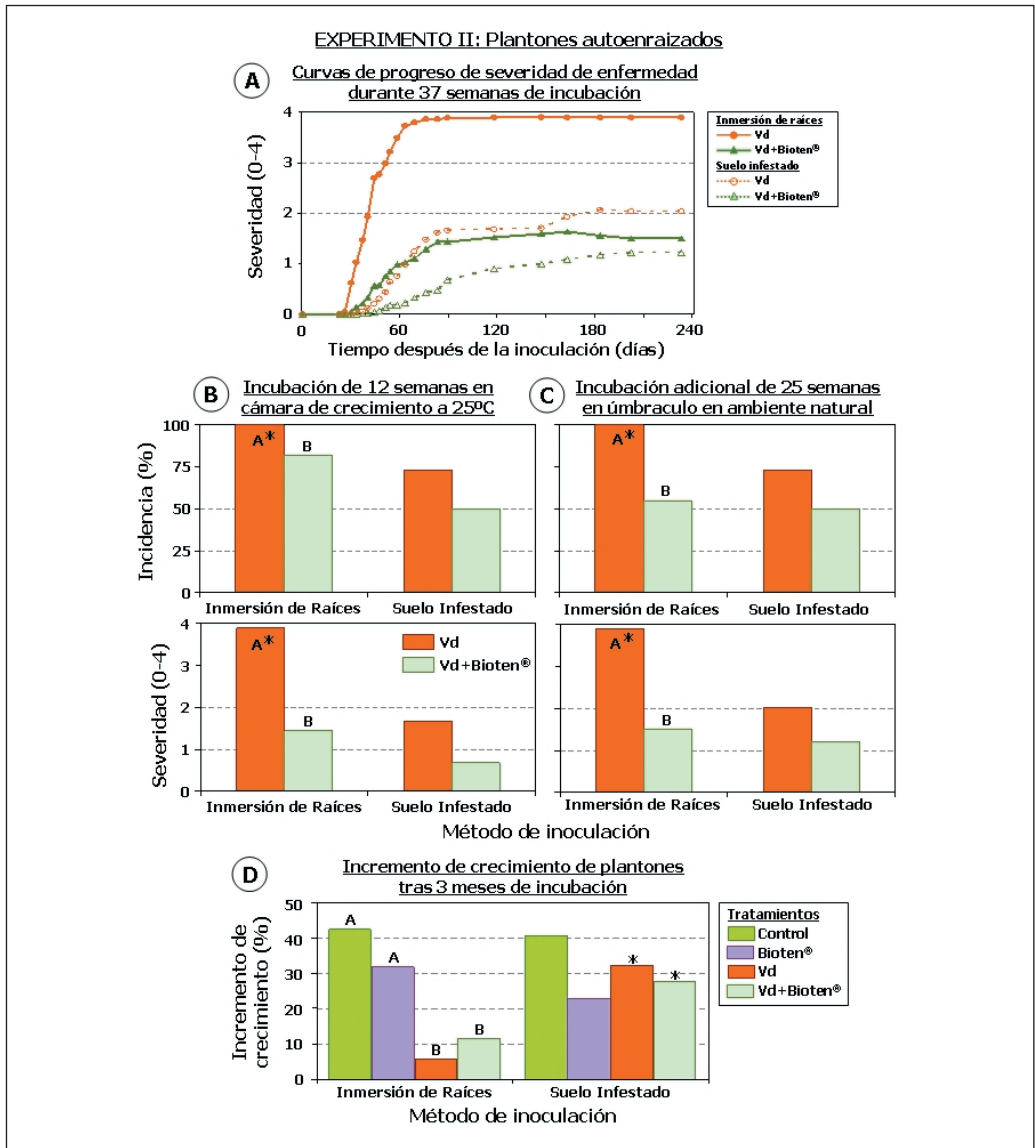 EXPERIMENTO II: Plantones autoenraizados
A
Curvas de progreso de severidad de enfermedad
durante 37 semanas de incubación
Severidad (0-4)
4
3
2
1
0
0 60 120 180 240
Tiempo después de la inoculación (días)
Inmersión de raíces
Vd
Vd+Bioten®
Suelo infestado
Vd
Vd+Bioten®
B
Incubación de 12 semanas en
cámara de crecimiento a 25ºC
C
Incubación adicional de 25 semanas
en úmbraculo en ambiente natural
Incidencia (%)
100
75
50
25
0
A*
B
Inmersión de Raíces Suelo Infestado
A*
B
Inmersión de Raíces Suelo Infestado
Severidad (0-4)
4
3
2
1
0
A*
B
Vd
Vd+Bioten®
Inmersión de Raíces Suelo Infestado
A*
B
Inmersión de Raíces Suelo Infestado
Método de inoculación
D
Incremento de crecimiento de plantones
tras 3 meses de incubación
Incremento de
crecimiento (%)
50
40
30
20
10
0
A
A
B
B
*
*
Inmersión de Raíces Suelo Infestado
Método de inoculación
Tratamientos
Control
Bioten®
Vd
Vd+Bioten®